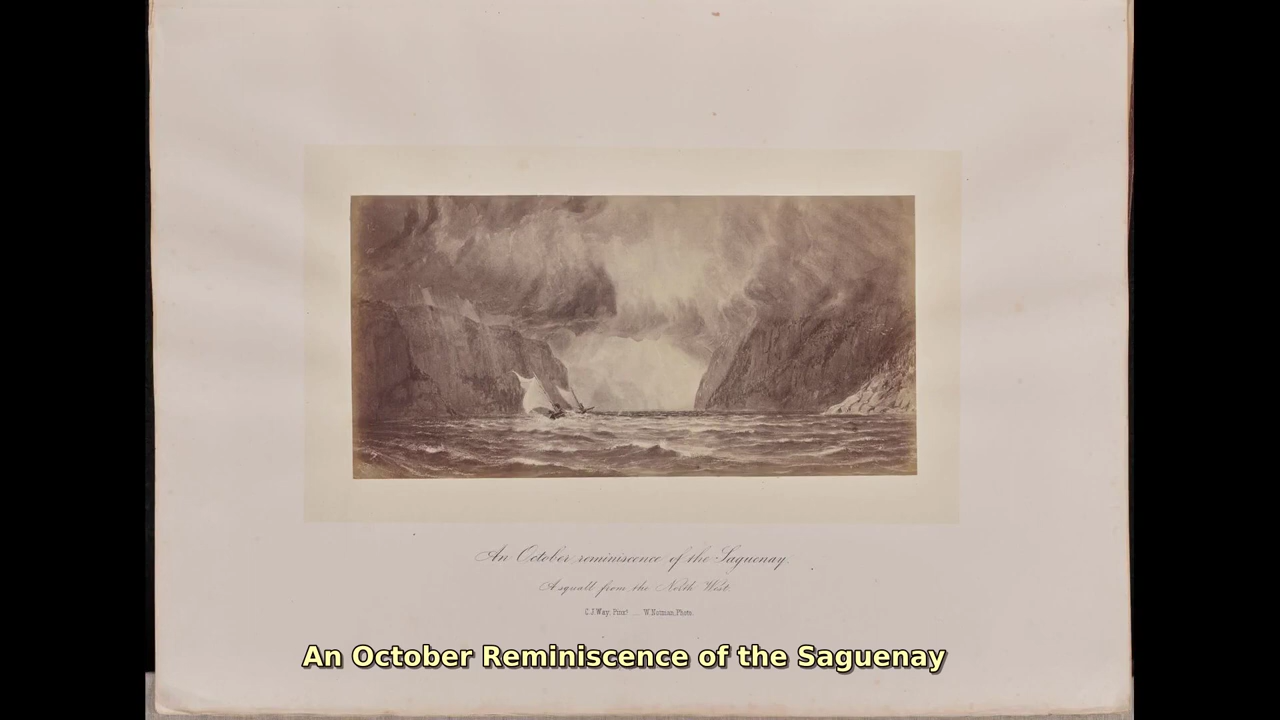 An October reminiscence of the Saguenay.
A squall from the North West.
C.J.Way, Pinxt .... W.Notman, Photo.
An October Reminiscence of the Saguenay